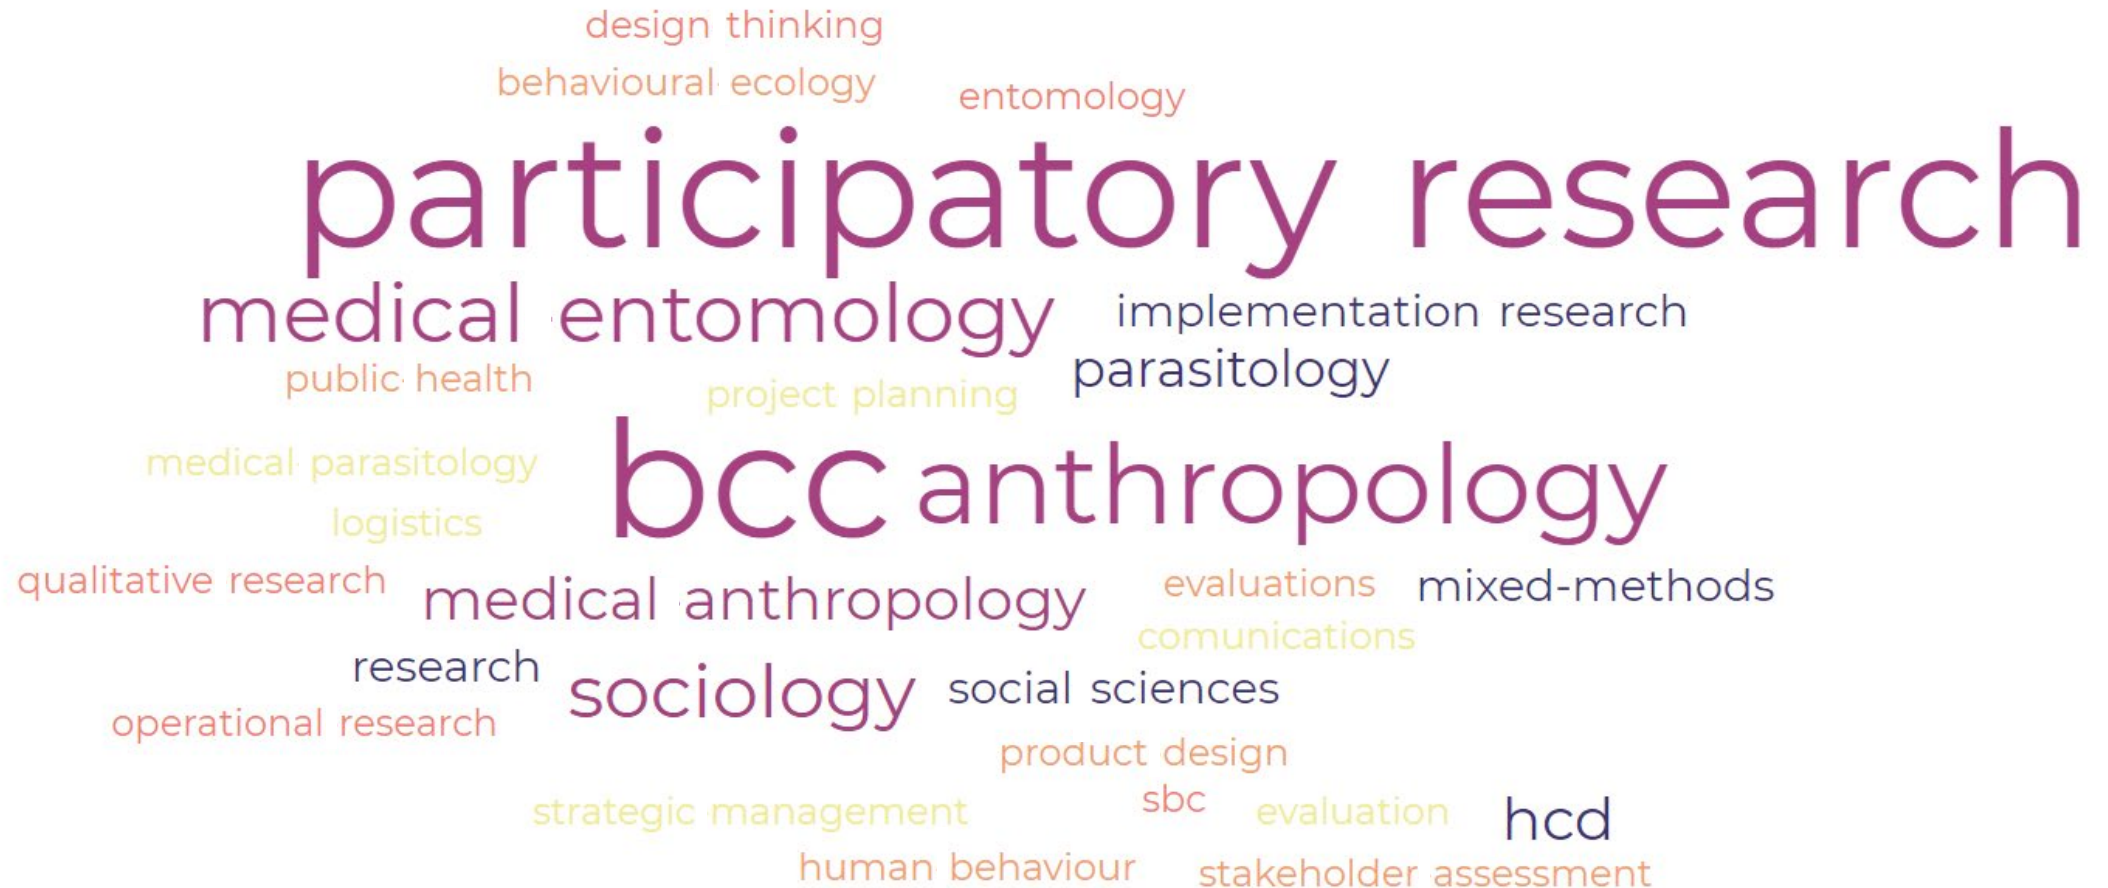 design thinking
behavioural ecology
entomology
participatory research
medical entomology
implementation research
parasitology
public health
project planning
bcc
anthropology
medical parasitology
logistics
qualitative research
medical anthropology
evaluations
mixed-methods
comunications
research
sociology
social sciences
operational research
product design
sbc
strategic management
evaluation
hcd
human behaviour
stakeholder assessment